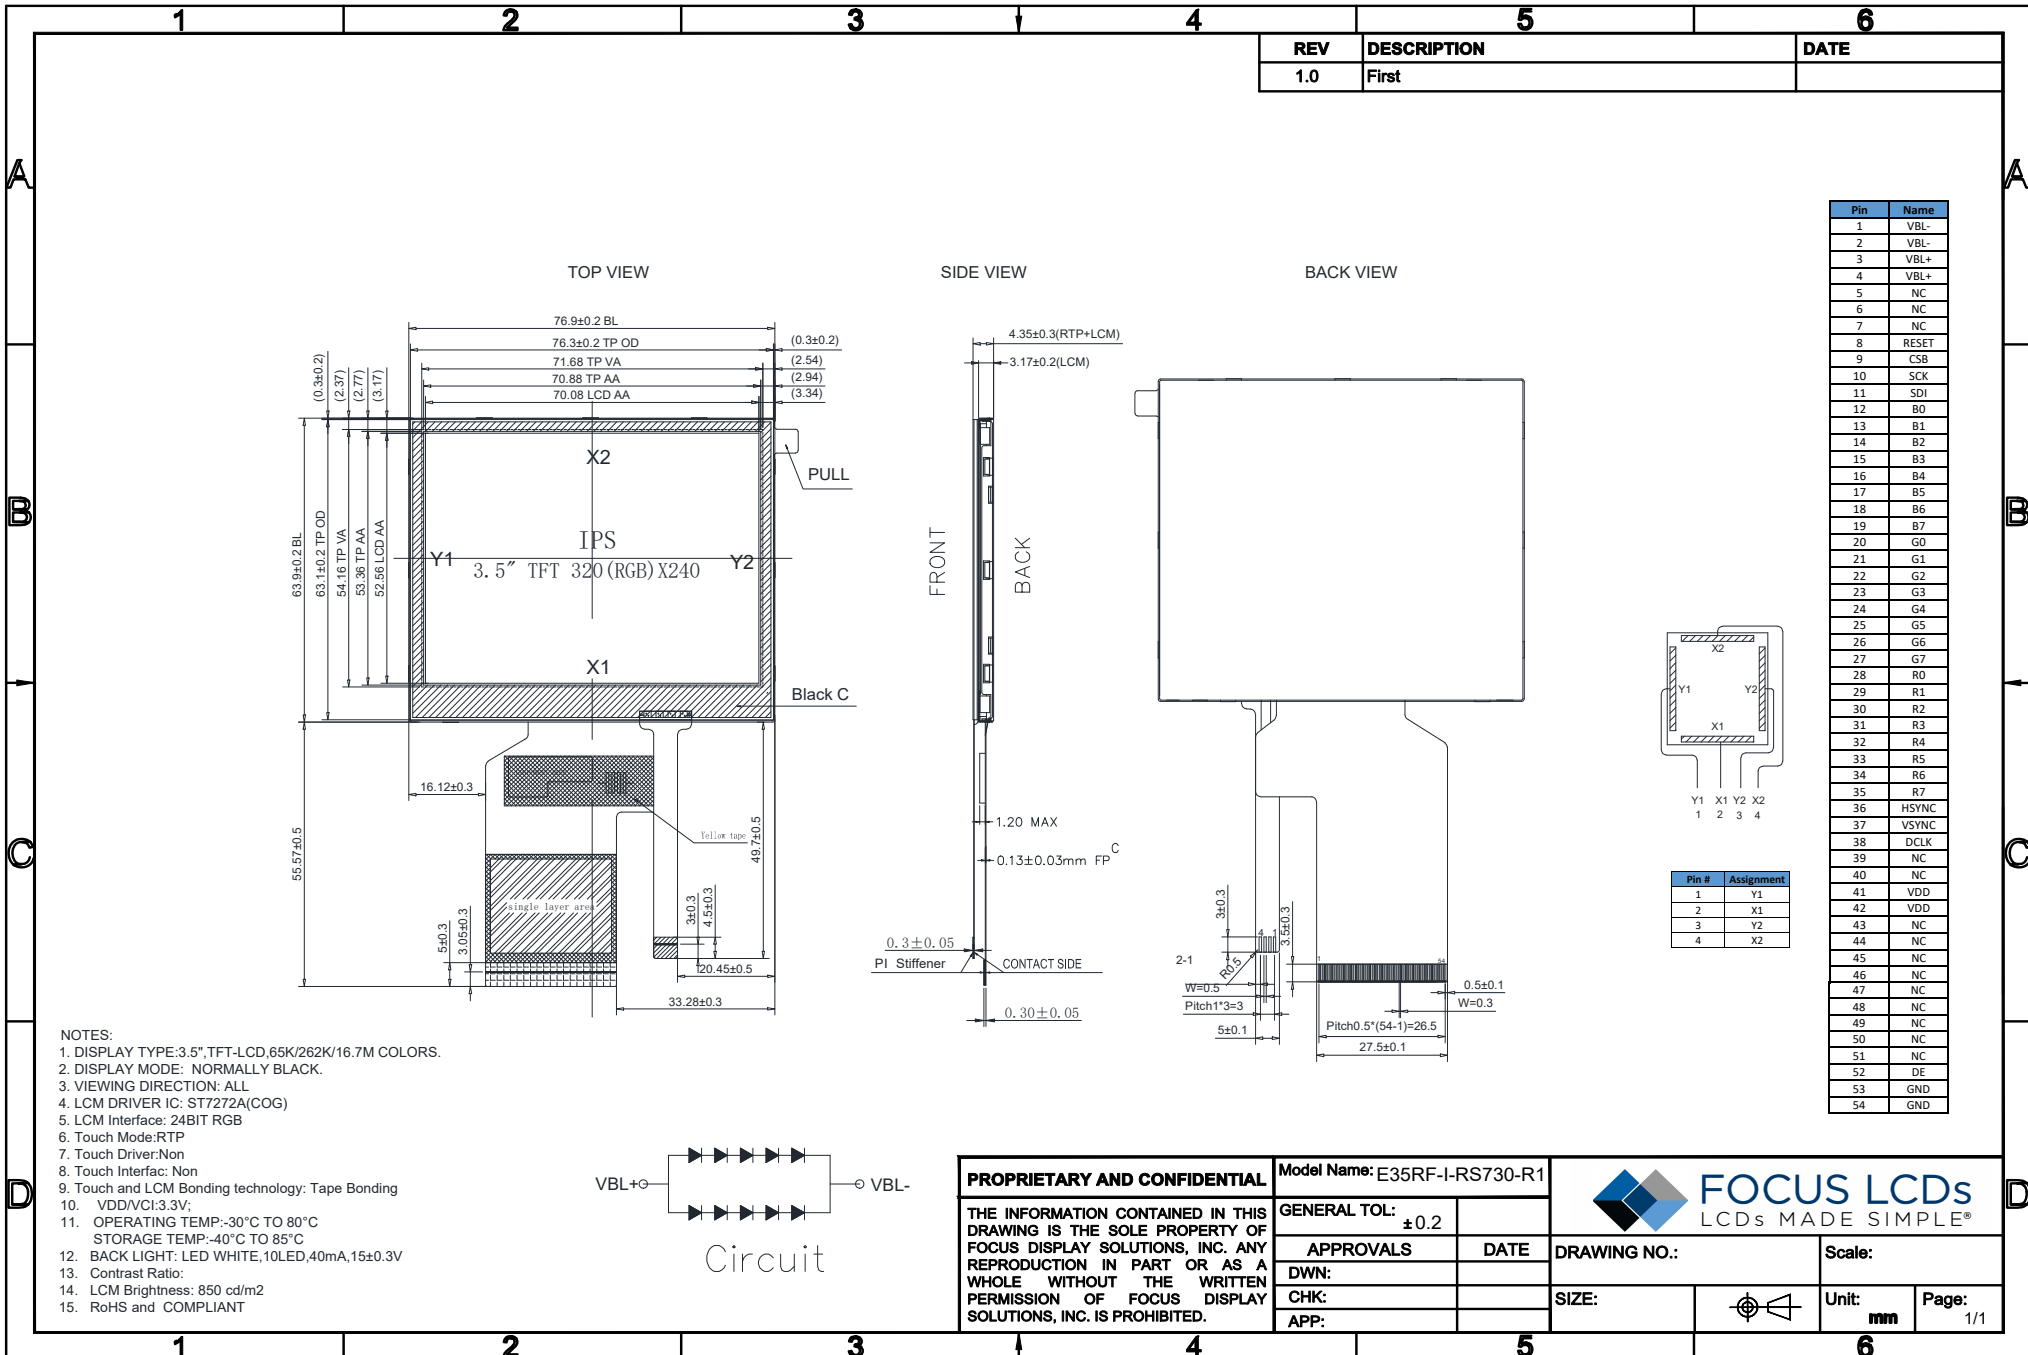 1 2 3 4 5 6
REV DESCRIPTION DATE
1.0 First
A A
B B
C C
D D
TOP VIEW
SIDE VIEW
BACK VIEW
76.9±0.2 BL
76.3±0.2 TP OD
71.68 TP VA
70.88 TP AA
70.08 LCD AA
(0.3±0.2)
(2.54)
(2.94)
(3.34)
(0.3±0.2)
(2.37)
(2.77)
(3.17)
63.9±0.2 BL
63.1±0.2 TP OD
54.16 TP VA
53.36 TP AA
52.56 LCD AA
X2
PULL
IPS
Y1
Y2
3.5" TFT 320(RGB)X240
X1
Black C
16.12±0.3
55.57±0.5
Yellow tape
49.7±0.5
single layer area
5±0.3
3.05±0.3
3±0.3
4.5±0.3
20.45±0.5
33.28±0.3
4.35±0.3(RTP+LCM)
3.17±0.2(LCM)
FRONT
BACK
1.20 MAX
0.13±0.03mm FP
C
0.3±0.05
PI Stiffener
CONTACT SIDE
0.30±0.05
3±0.3
4 1
3.5±0.3
2-1
R0.5
W=0.5
Pitch1*3=3
5±0.1
1 54
0.5±0.1
W=0.3
Pitch0.5*(54-1)=26.5
27.5±0.1
X2
Y1 Y2
X1
Y1 X1 Y2 X2
1 2 3 4
Pin # Assignment
1 Y1
2 X1
3 Y2
4 X2
Pin Name
1 VBL-
2 VBL-
3 VBL+
4 VBL+
5 NC
6 NC
7 NC
8 RESET
9 CSB
10 SCK
11 SDI
12 B0
13 B1
14 B2
15 B3
16 B4
17 B5
18 B6
19 B7
20 G0
21 G1
22 G2
23 G3
24 G4
25 G5
26 G6
27 G7
28 R0
29 R1
30 R2
31 R3
32 R4
33 R5
34 R6
35 R7
36 HSYNC
37 VSYNC
38 DCLK
39 NC
40 NC
41 VDD
42 VDD
43 NC
44 NC
45 NC
46 NC
47 NC
48 NC
49 NC
50 NC
51 NC
52 DE
53 GND
54 GND
NOTES:
1. DISPLAY TYPE:3.5",TFT-LCD,65K/262K/16.7M COLORS.
2. DISPLAY MODE: NORMALLY BLACK.
3. VIEWING DIRECTION: ALL
4. LCM DRIVER IC: ST7272A(COG)
5. LCM Interface: 24BIT RGB
6. Touch Mode:RTP
7. Touch Driver:Non
8. Touch Interfac: Non
9. Touch and LCM Bonding technology: Tape Bonding
10. VDD/VCI:3.3V;
11. OPERATING TEMP:-30°C TO 80°C
STORAGE TEMP:-40°C TO 85°C
12. BACK LIGHT: LED WHITE,10LED,40mA,15±0.3V
13. Contrast Ratio:
14. LCM Brightness: 850 cd/m2
15. RoHS and COMPLIANT
VBL+ VBL-
Circuit
PROPRIETARY AND CONFIDENTIAL
THE INFORMATION CONTAINED IN THIS
DRAWING IS THE SOLE PROPERTY OF
FOCUS DISPLAY SOLUTIONS, INC. ANY
REPRODUCTION IN PART OR AS A
WHOLE WITHOUT THE WRITTEN
PERMISSION OF FOCUS DISPLAY
SOLUTIONS, INC. IS PROHIBITED.
Model Name: E35RF-I-RS730-R1
GENERAL TOL:
±0.2
APPROVALS DATE
DWN:
CHK:
APP:
FOCUS LCDs
LCDs MADE SIMPLE®
DRAWING NO.:
Scale:
SIZE:
Unit:
mm
Page:
1/1
1 2 3 4 5 6